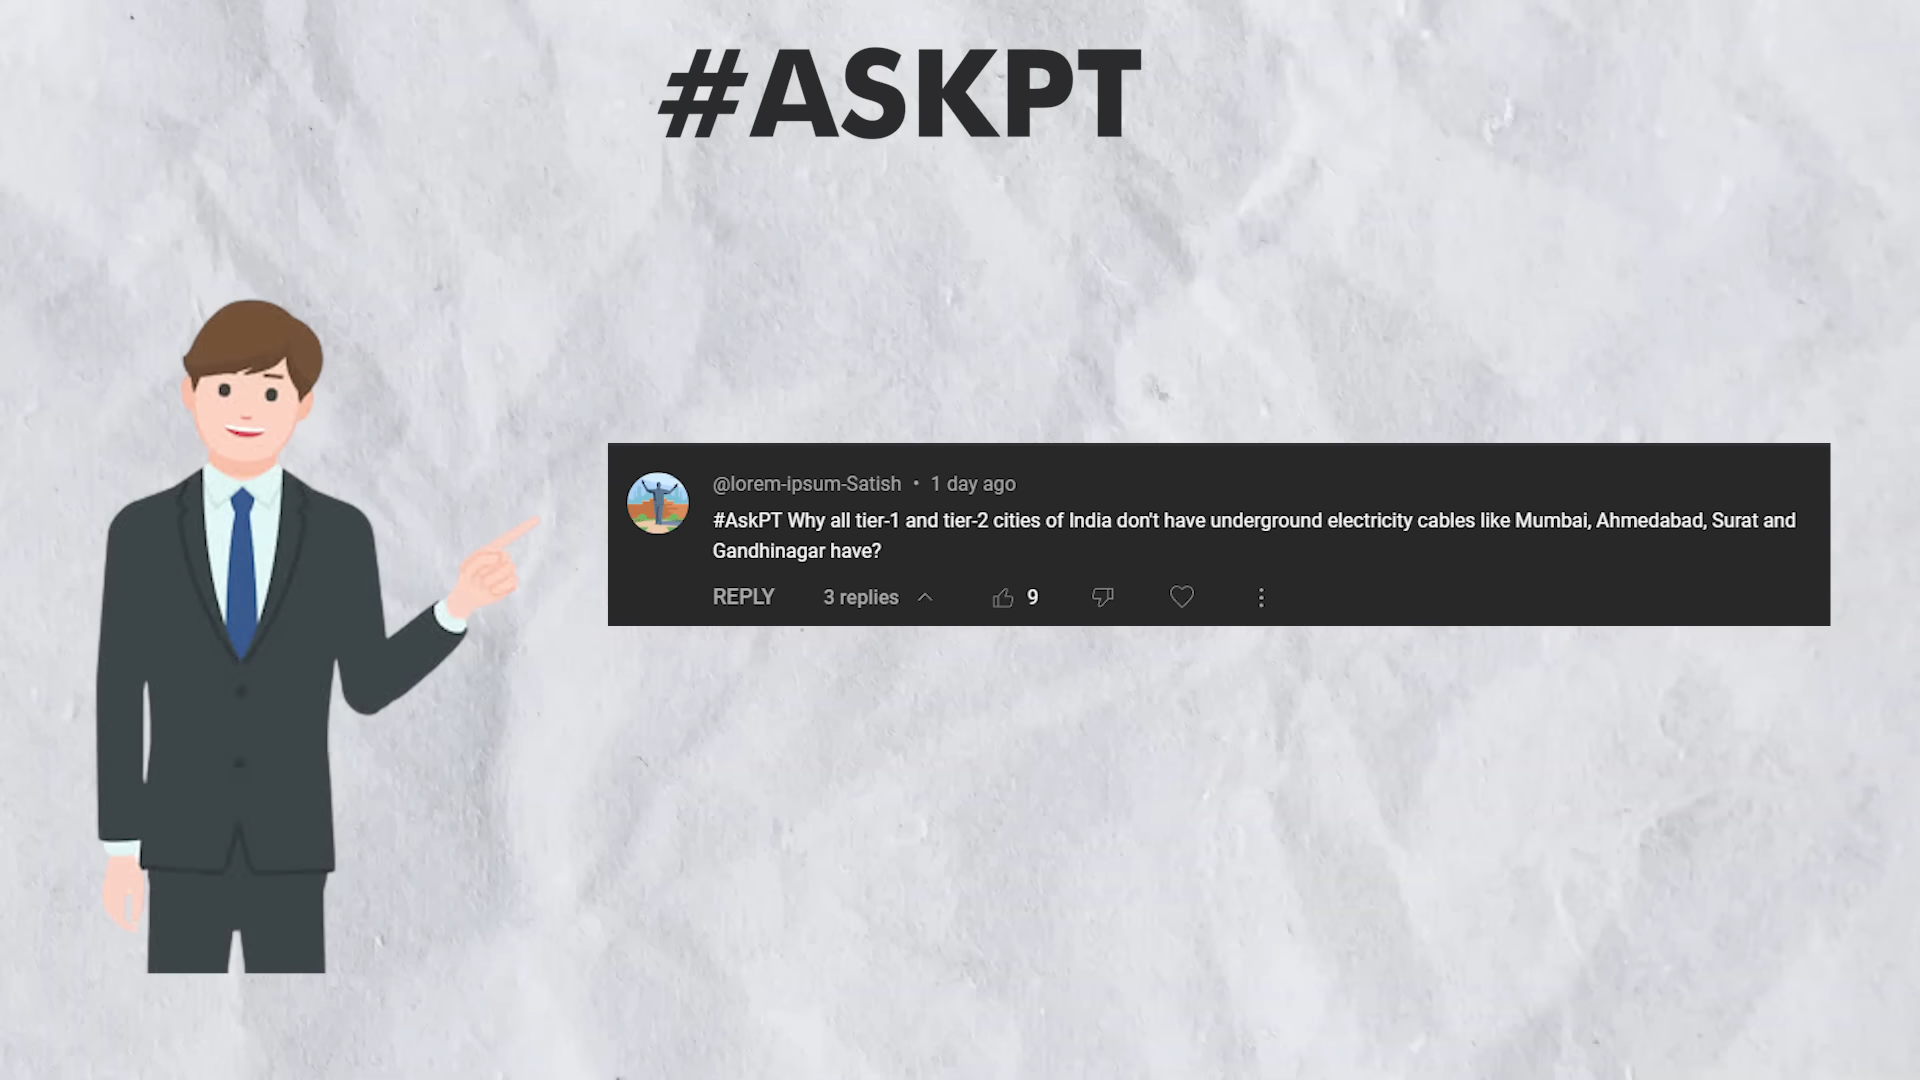 #ASKPT
@lorem-ipsum-Satish • 1 day ago
#AskPT Why all tier-1 and tier-2 cities of India don't have underground electricity cables like Mumbai, Ahmedabad, Surat and
Gandhinagar have?
REPLY 3 replies 9